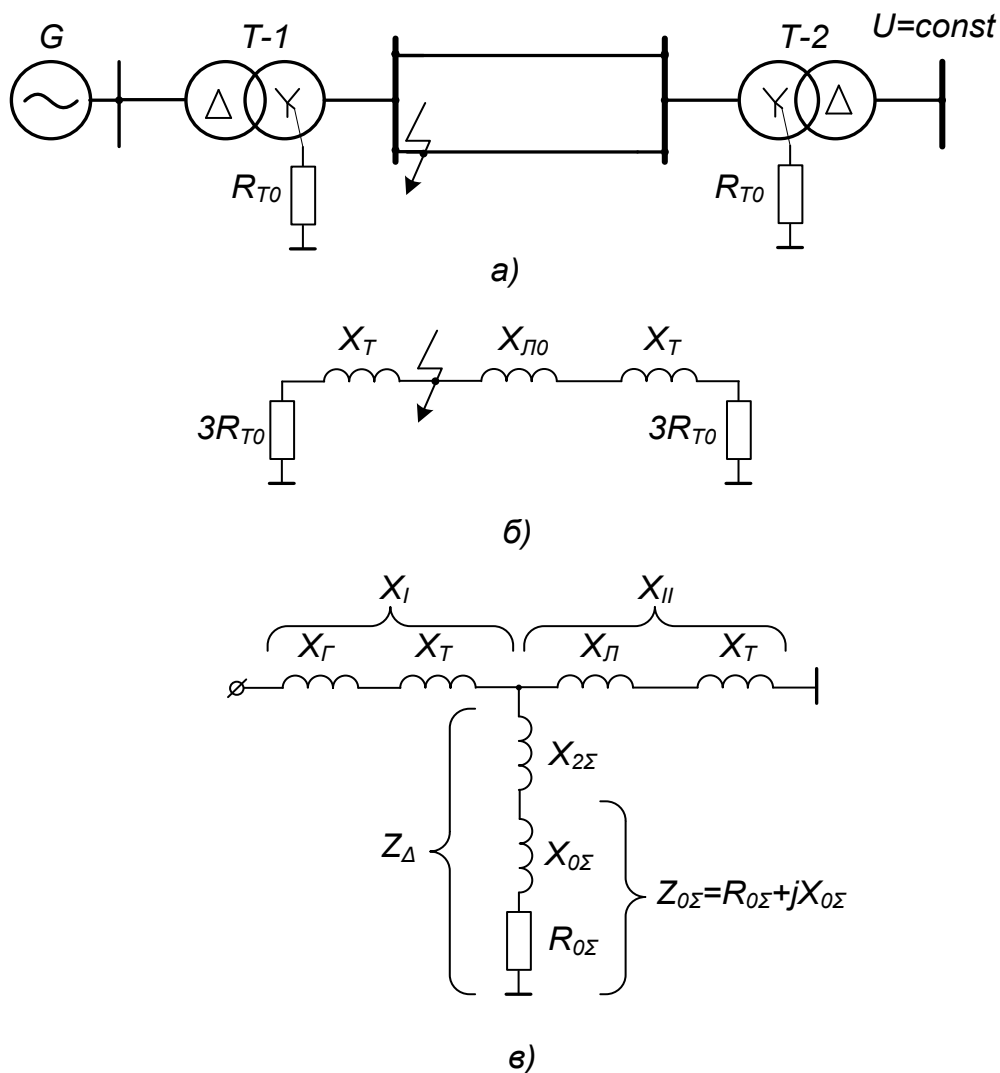 G T-1 T-2 U=const
Δ Y Y Δ
R_T0 R_T0
а)
X_T X_Л0 X_T
3R_T0 3R_T0
б)
X_I X_II
X_Г X_T X_Л X_T
X_2Σ
Z_Δ X_0Σ
Z_0Σ=R_0Σ+jX_0Σ
R_0Σ
в)